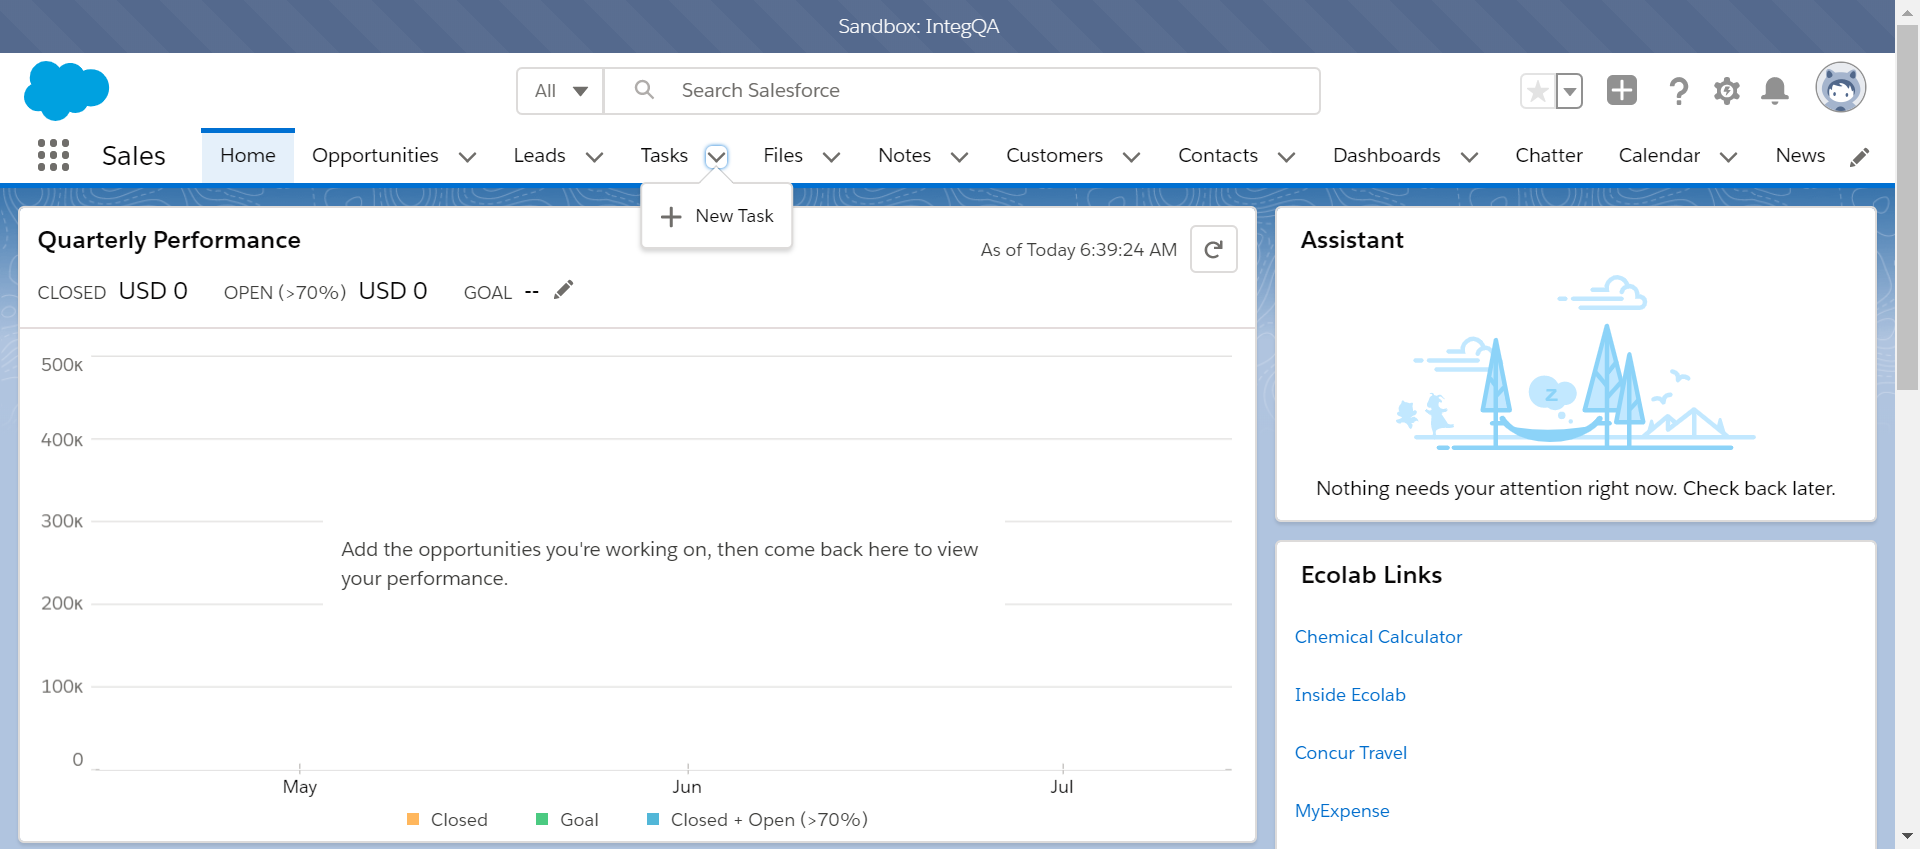 Sandbox: IntegQA
All
Search Salesforce
Sales
Home
Opportunities
Leads
Tasks
Files
Notes
Customers
Contacts
Dashboards
Chatter
Calendar
News
New Task
Quarterly Performance
As of Today 6:39:24 AM
CLOSED USD 0 OPEN (>70%) USD 0 GOAL --
500K
400K
300K
200K
100K
0
Add the opportunities you're working on, then come back here to view
your performance.
May
Jun
Jul
Closed
Goal
Closed + Open (>70%)
Assistant
z
Nothing needs your attention right now. Check back later.
Ecolab Links
Chemical Calculator
Inside Ecolab
Concur Travel
MyExpense